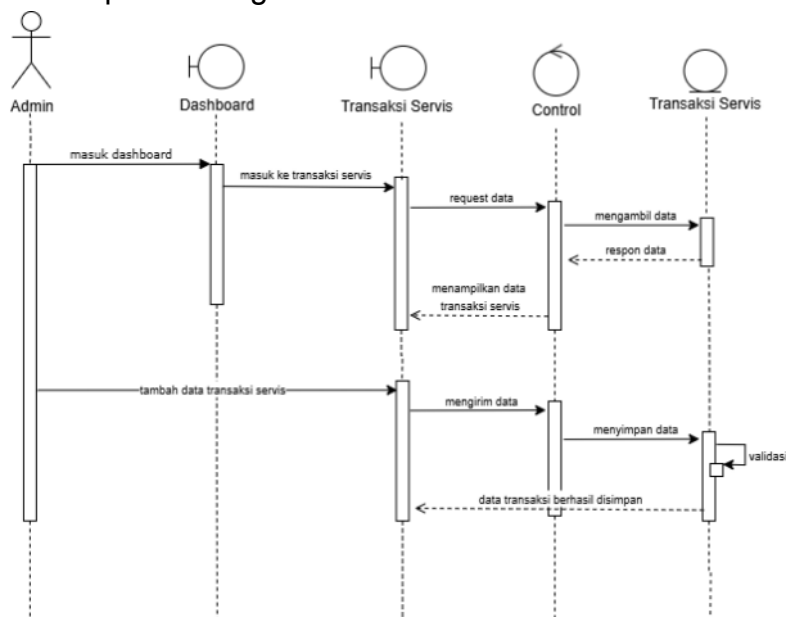 Admin
Dashboard
Transaksi Servis
Control
Transaksi Servis
masuk dashboard
masuk ke transaksi servis
request data
mengambil data
respon data
menampilkan data
transaksi servis
tambah data transaksi servis
mengirim data
menyimpan data
validasi
data transaksi berhasil disimpan